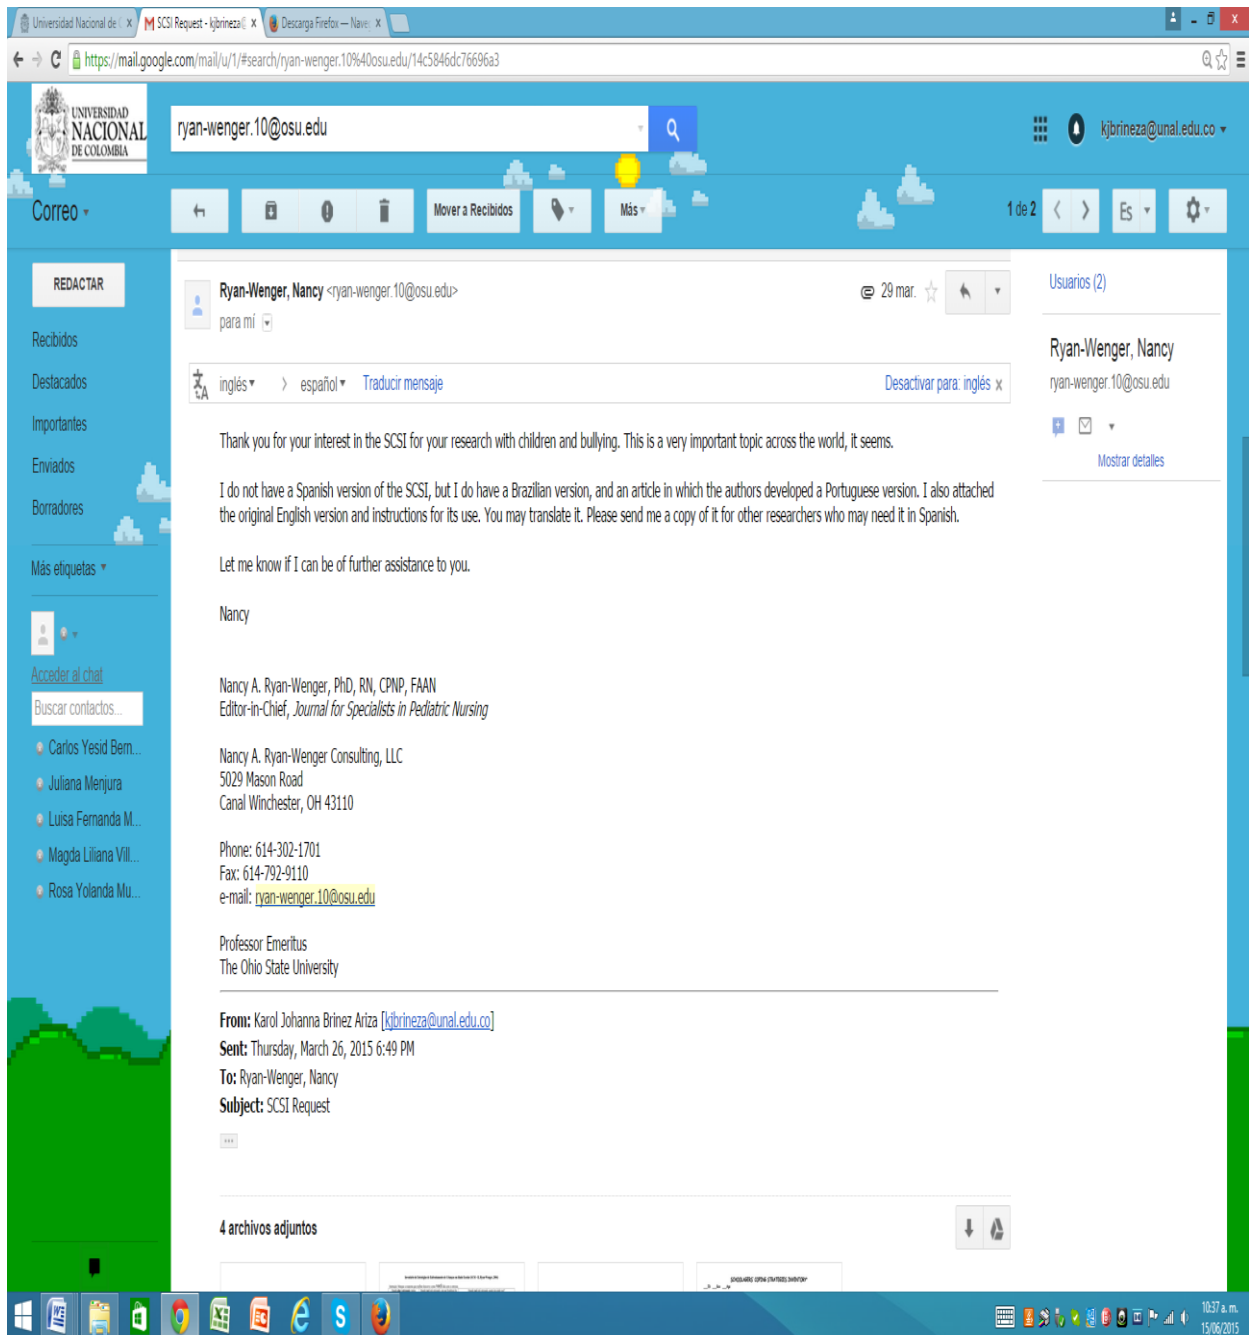 Universidad Nacional de C
SCSI Request - kjbrineza@
Descarga Firefox — Nave
https://mail.google.com/mail/u/1/#search/ryan-wenger.10%40osu.edu/14c5846dc76696a3
UNIVERSIDAD
NACIONAL
DE COLOMBIA
ryan-wenger.10@osu.edu
kjbrineza@unal.edu.co
Correo
Mover a Recibidos
Más
1 de 2
Es
REDACTAR
Recibidos
Destacados
Importantes
Enviados
Borradores
Más etiquetas
Acceder al chat
Buscar contactos...
Carlos Yesid Bern...
Juliana Menjura
Luisa Fernanda M...
Magda Liliana Vill...
Rosa Yolanda Mu...
Ryan-Wenger, Nancy <ryan-wenger.10@osu.edu>
29 mar.
para mí
inglés > español Traducir mensaje
Desactivar para: inglés x
Thank you for your interest in the SCSI for your research with children and bullying. This is a very important topic across the world, it seems.
I do not have a Spanish version of the SCSI, but I do have a Brazilian version, and an article in which the authors developed a Portuguese version. I also attached
the original English version and instructions for its use. You may translate it. Please send me a copy of it for other researchers who may need it in Spanish.
Let me know if I can be of further assistance to you.
Nancy
Nancy A. Ryan-Wenger, PhD, RN, CPNP, FAAN
Editor-in-Chief, Journal for Specialists in Pediatric Nursing
Nancy A. Ryan-Wenger Consulting, LLC
5029 Mason Road
Canal Winchester, OH 43110
Phone: 614-302-1701
Fax: 614-792-9110
e-mail: ryan-wenger.10@osu.edu
Professor Emeritus
The Ohio State University
From: Karol Johanna Brinez Ariza [kjbrineza@unal.edu.co]
Sent: Thursday, March 26, 2015 6:49 PM
To: Ryan-Wenger, Nancy
Subject: SCSI Request
4 archivos adjuntos
SCHOOLAGERS COPING STRATEGIES INVENTORY
Usuarios (2)
Ryan-Wenger, Nancy
ryan-wenger.10@osu.edu
Mostrar detalles
10:37 a. m.
15/06/2015